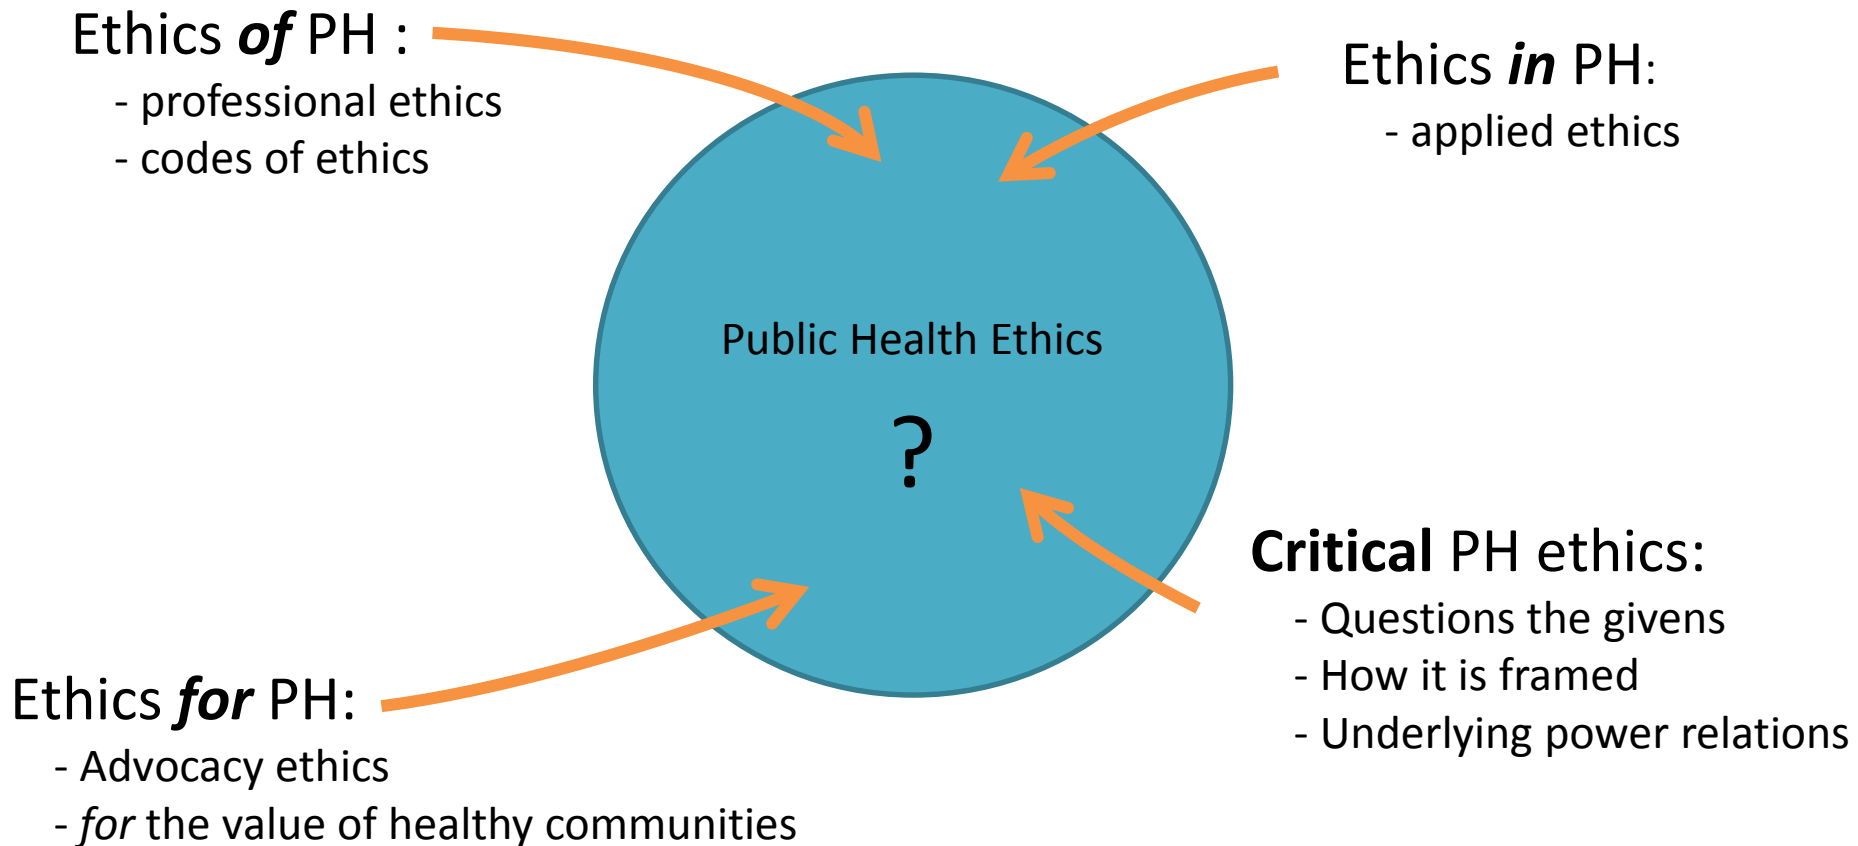 Ethics of PH :
- professional ethics
- codes of ethics
Ethics in PH:
- applied ethics
Public Health Ethics
?
Critical PH ethics:
- Questions the givens
- How it is framed
- Underlying power relations
Ethics for PH:
- Advocacy ethics
- for the value of healthy communities